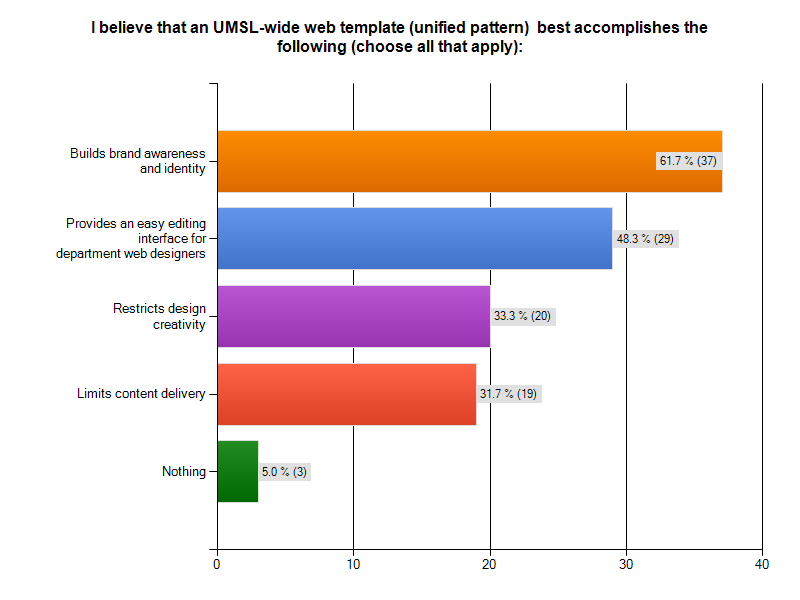 I believe that an UMSL-wide web template (unified pattern)  best accomplishes the
following (choose all that apply):
Builds brand awareness
and identity
61.7 % (37)
Provides an easy editing
interface for
department web designers
48.3 % (29)
Restricts design
creativity
33.3 % (20)
Limits content delivery
31.7 % (19)
Nothing
5.0 % (3)
0 10 20 30 40